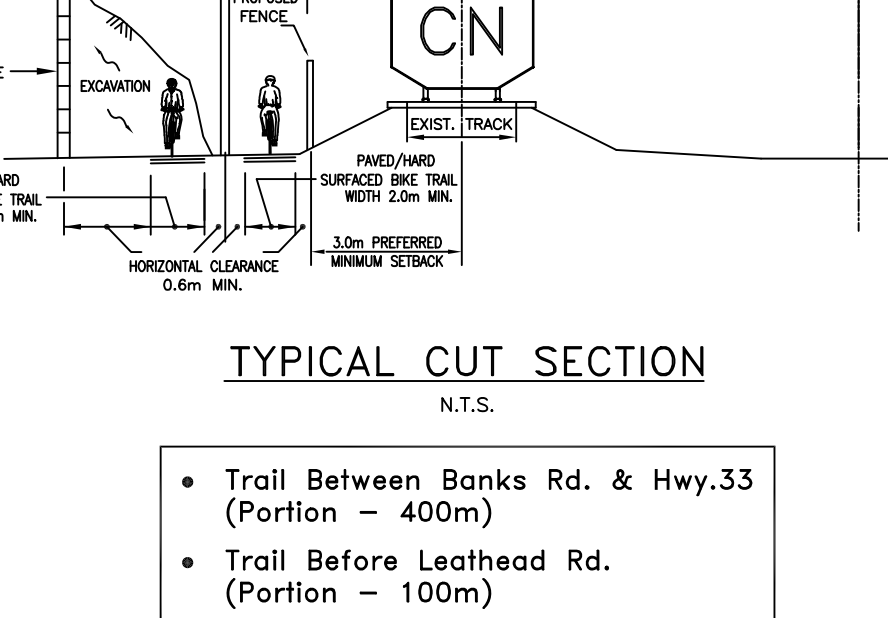 FENCE
CN
EXCAVATION
EXIST. TRACK
PAVED/HARD
SURFACED BIKE TRAIL
WIDTH 2.0m MIN.
TRAIL
MIN.
3.0m PREFERRED
MINIMUM SETBACK
HORIZONTAL CLEARANCE
0.6m MIN.
TYPICAL CUT SECTION
N.T.S.
• Trail Between Banks Rd. & Hwy.33
(Portion – 400m)
• Trail Before Leathead Rd.
(Portion – 100m)